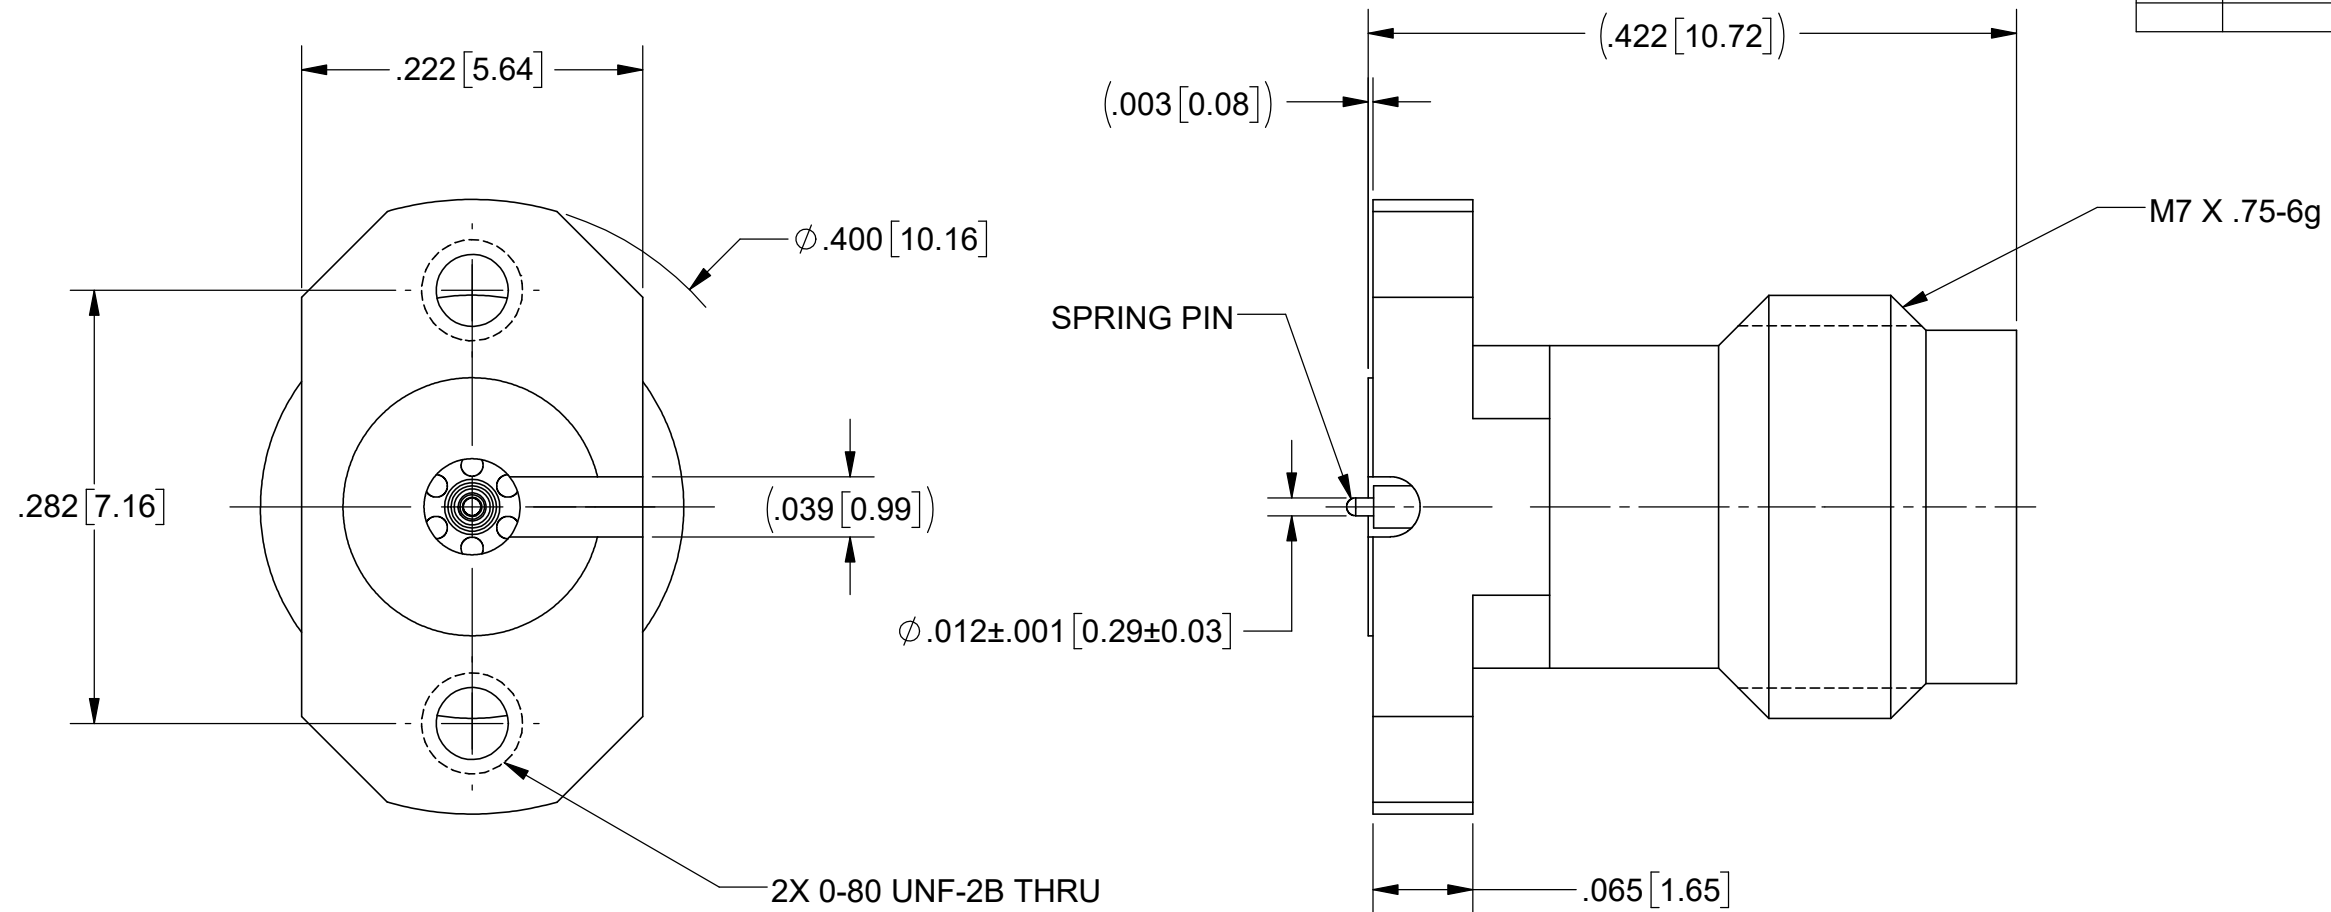 .222[5.64]
(.422[10.72])
(.003[0.08])
M7 X .75-6g
⌀.400[10.16]
SPRING PIN
.282[7.16]
(.039[0.99])
⌀.012±.001[0.29±0.03]
2X 0-80 UNF-2B THRU
.065[1.65]